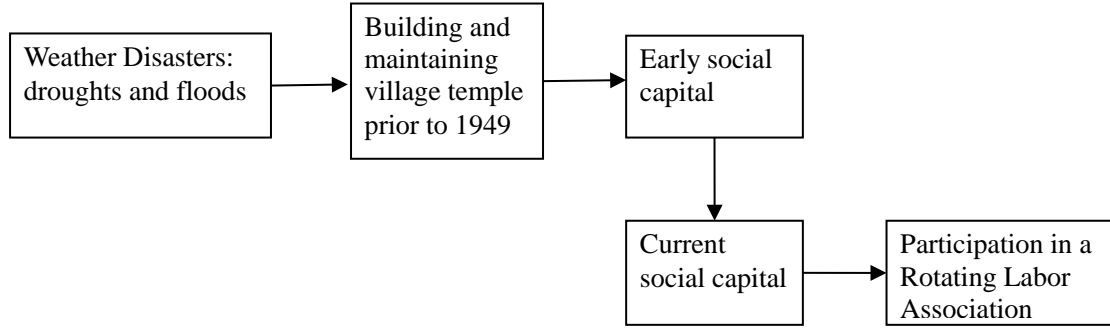 Weather Disasters:
droughts and floods
Building and
maintaining
village temple
prior to 1949
Early social
capital
Current
social capital
Participation in a
Rotating Labor
Association